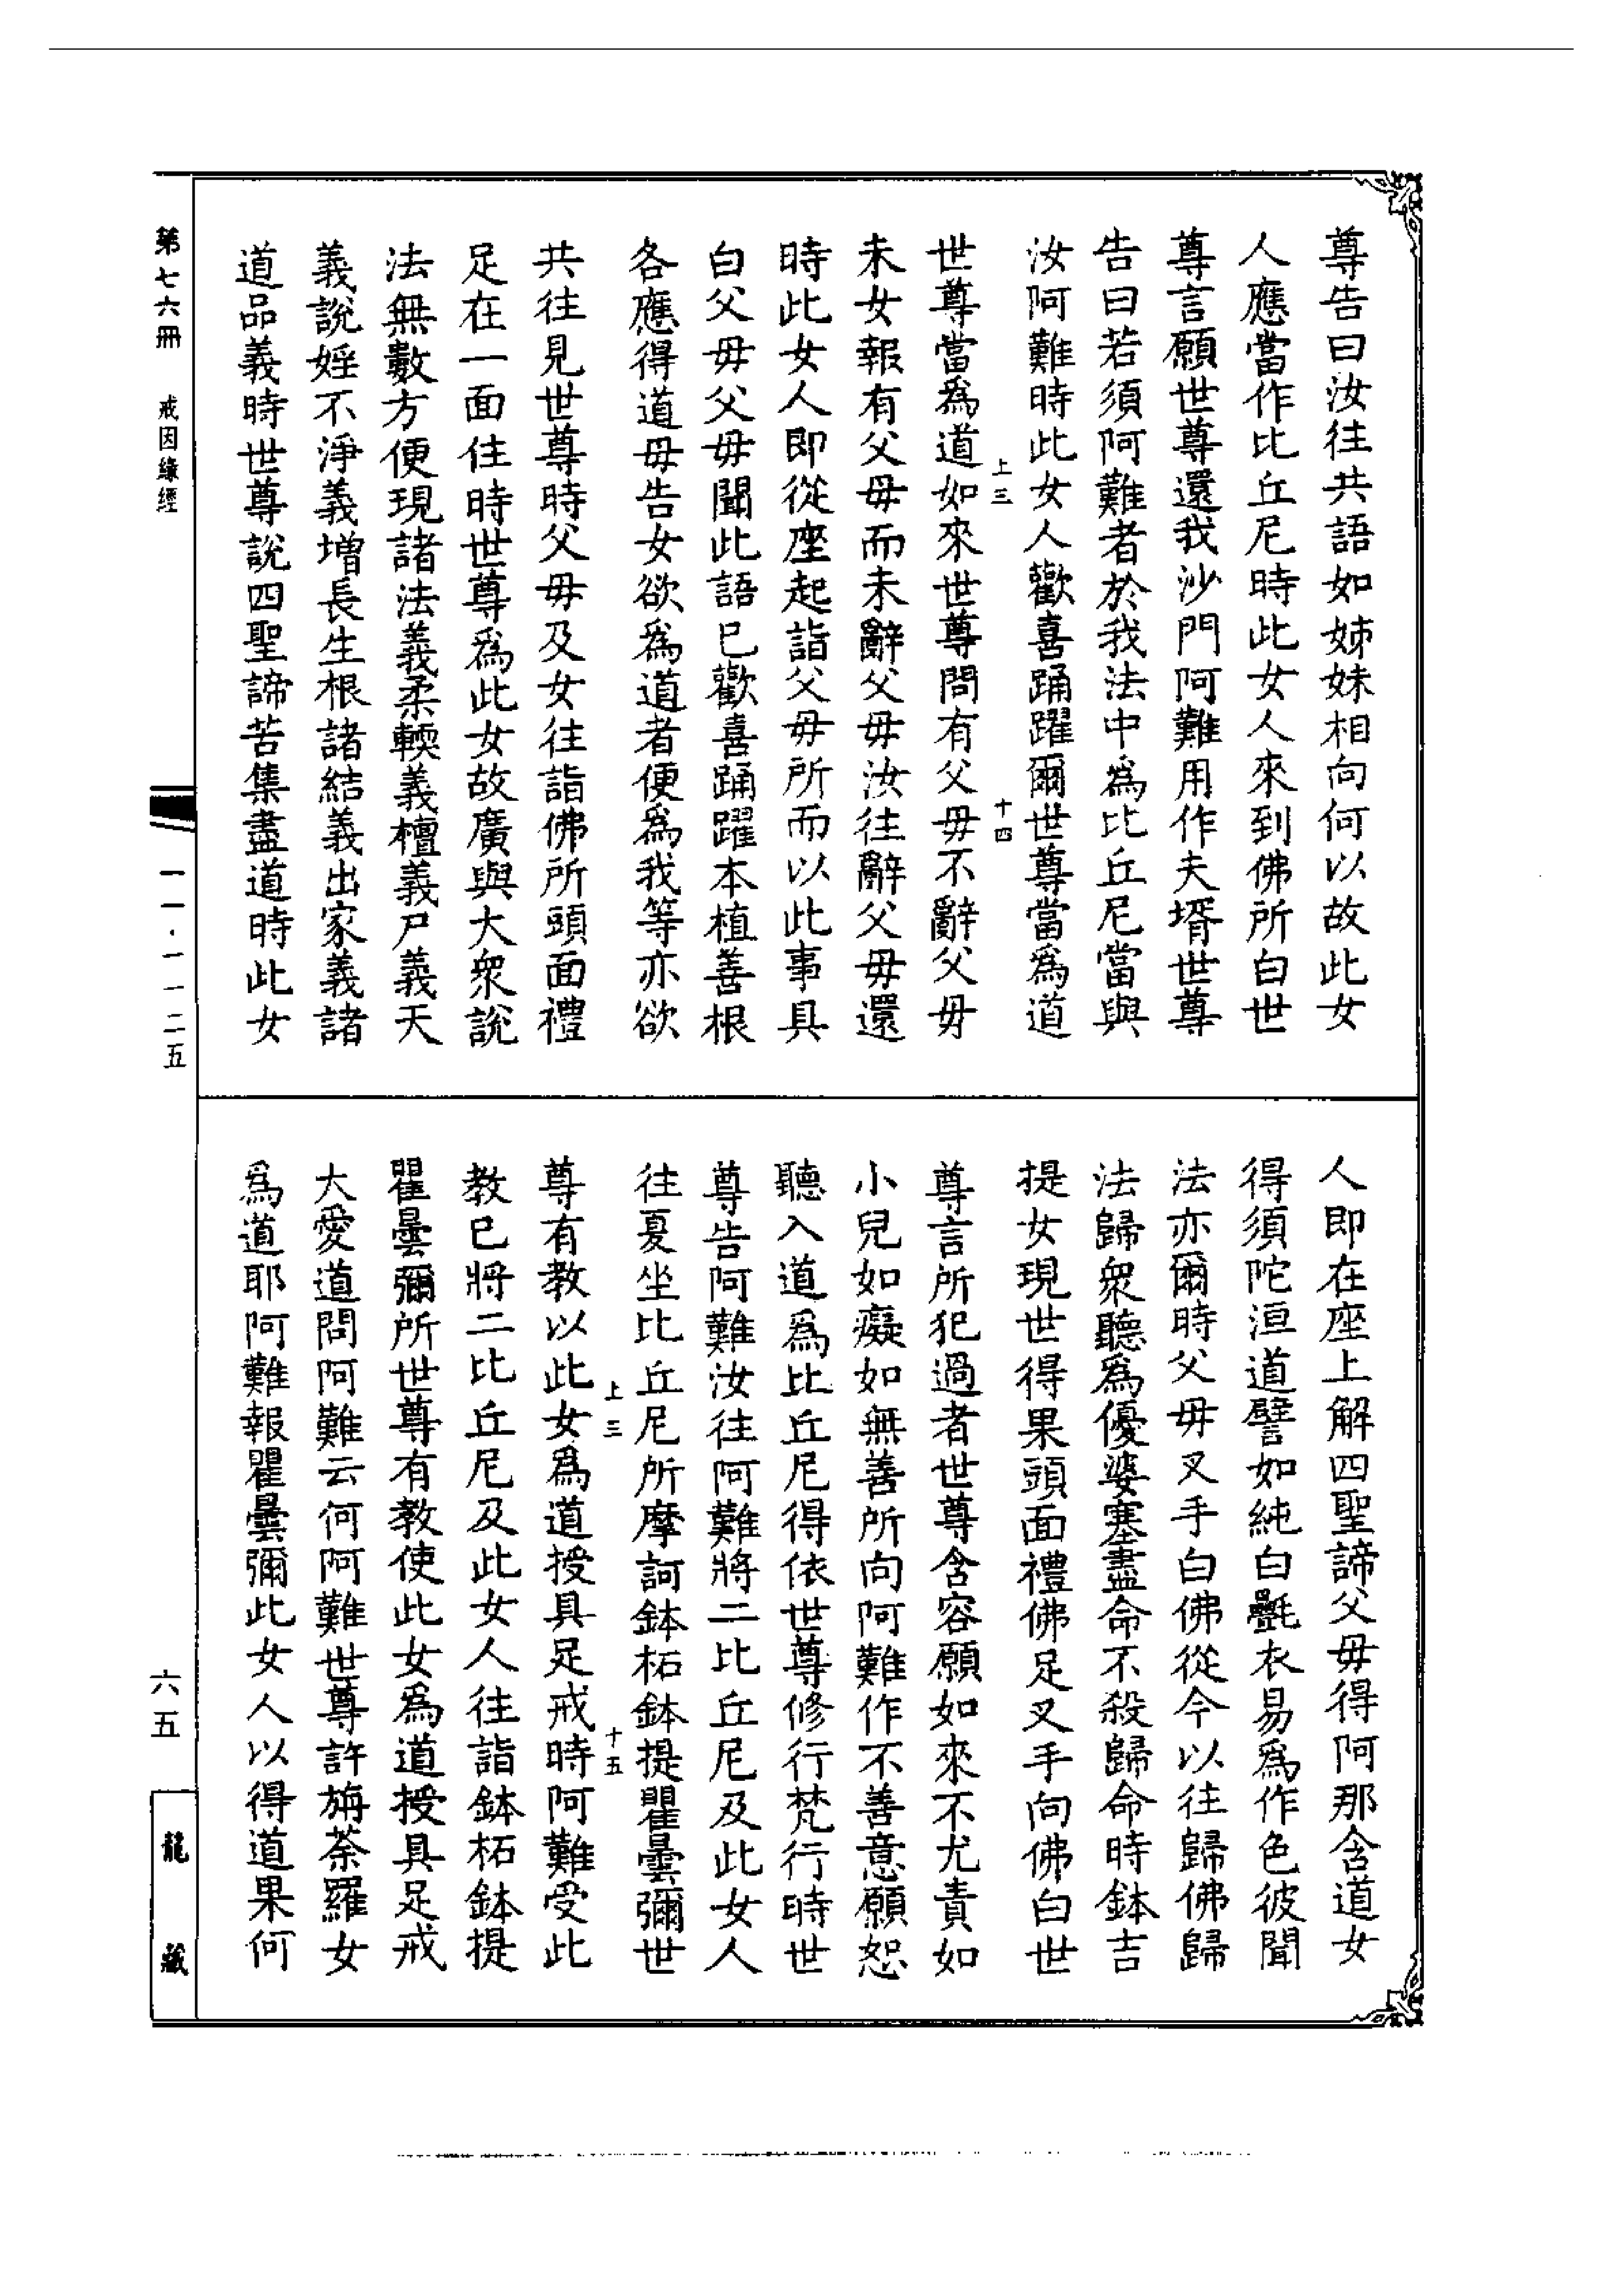 尊告曰汝往共語如姊妹相向何以故此女
人應當作比丘尼時此女人來到佛所白世
尊言願世尊還我沙門阿難用作夫壻世尊
告曰若須阿難者於我法中為比丘尼當與
汝阿難時此女人歡喜踊躍爾世尊當為道
上三 十四
世尊當為道如來世尊問有父母不辭父母
未女報有父母而未辭父母汝往辭父母還
時此女人即從座起詣父母所而以此事具
白父母父母聞此語已歡喜踊躍本植善根
各應得道母告女欲為道者便為我等亦欲
共往見世尊時父母及女往詣佛所頭面禮
足在一面住時世尊為此女故廣與大眾說
法無數方便現諸法義柔輭義檀義尸義天
義說婬不淨義增長生根諸結義出家義諸
道品義時世尊說四聖諦苦集盡道時此女
人即在座上解四聖諦父母得阿那含道女
得須陀洹道譬如純白氎衣易為作色彼聞
法亦爾時父母叉手白佛從今以往歸佛歸
法歸眾聽為優婆塞盡命不殺歸命時鉢吉
提女現世得果頭面禮佛足叉手向佛白世
尊言所犯過者世尊含容願如來不尤責如
小兒如癡如無善所向阿難作不善意願恕
聽入道為比丘尼得依世尊修行梵行時世
尊告阿難汝往阿難將二比丘尼及此女人
往夏坐比丘尼所摩訶鉢柘鉢提瞿曇彌世
上三 十五
尊有教以此女為道授具足戒時阿難受此
教已將二比丘尼及此女人往詣鉢柘鉢提
瞿曇彌所世尊有教使此女為道授具足戒
大愛道問阿難云何阿難世尊許旃荼羅女
為道耶阿難報瞿曇彌此女人以得道果何
第七六冊 戒因緣經
一一·一一二五
六五
龍藏